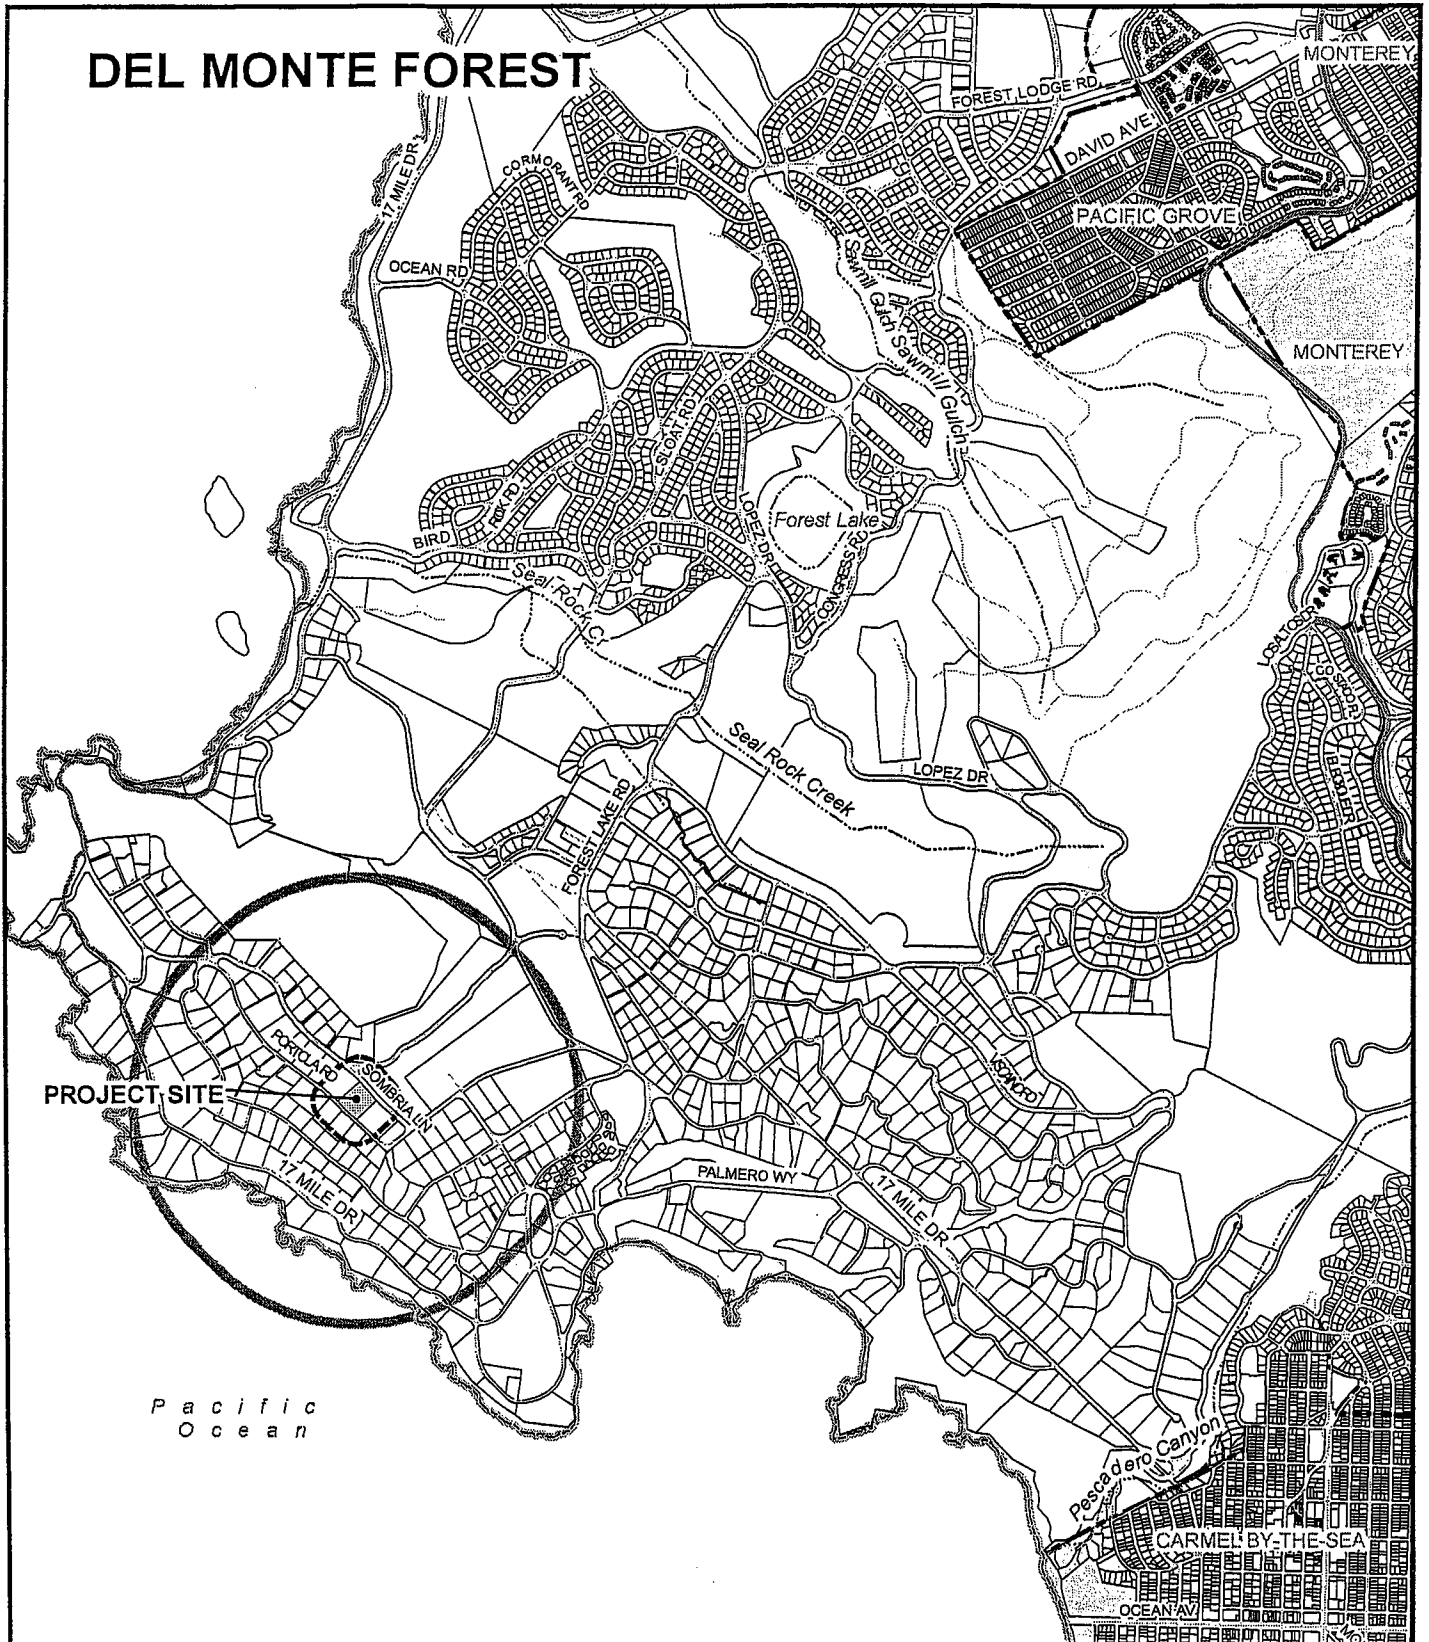 DEL MONTE FOREST
MONTEREY
FOREST LODGE RD
DAVID AVE
17 MILE DR
CORMORANT RD
PACIFIC GROVE
OCEAN RD
Sawmill Gulch
Sawmill Gulch
MONTEREY
SLOAT RD
RDK RD
BIRD
LOPEZ DR
Forest Lake
CONGRESS RD
Seal Rock C
Seal Rock Creek
LOPEZ DR
FOREST LAKE RD
PORTOLA RD
SOMBRIA LN
PROJECT SITE
17 MILE DR
PALMERO WY
17 MILE DR
Pacific
Ocean
Pescadero Canyon
CARMEL BY-THE-SEA
OCEAN AV